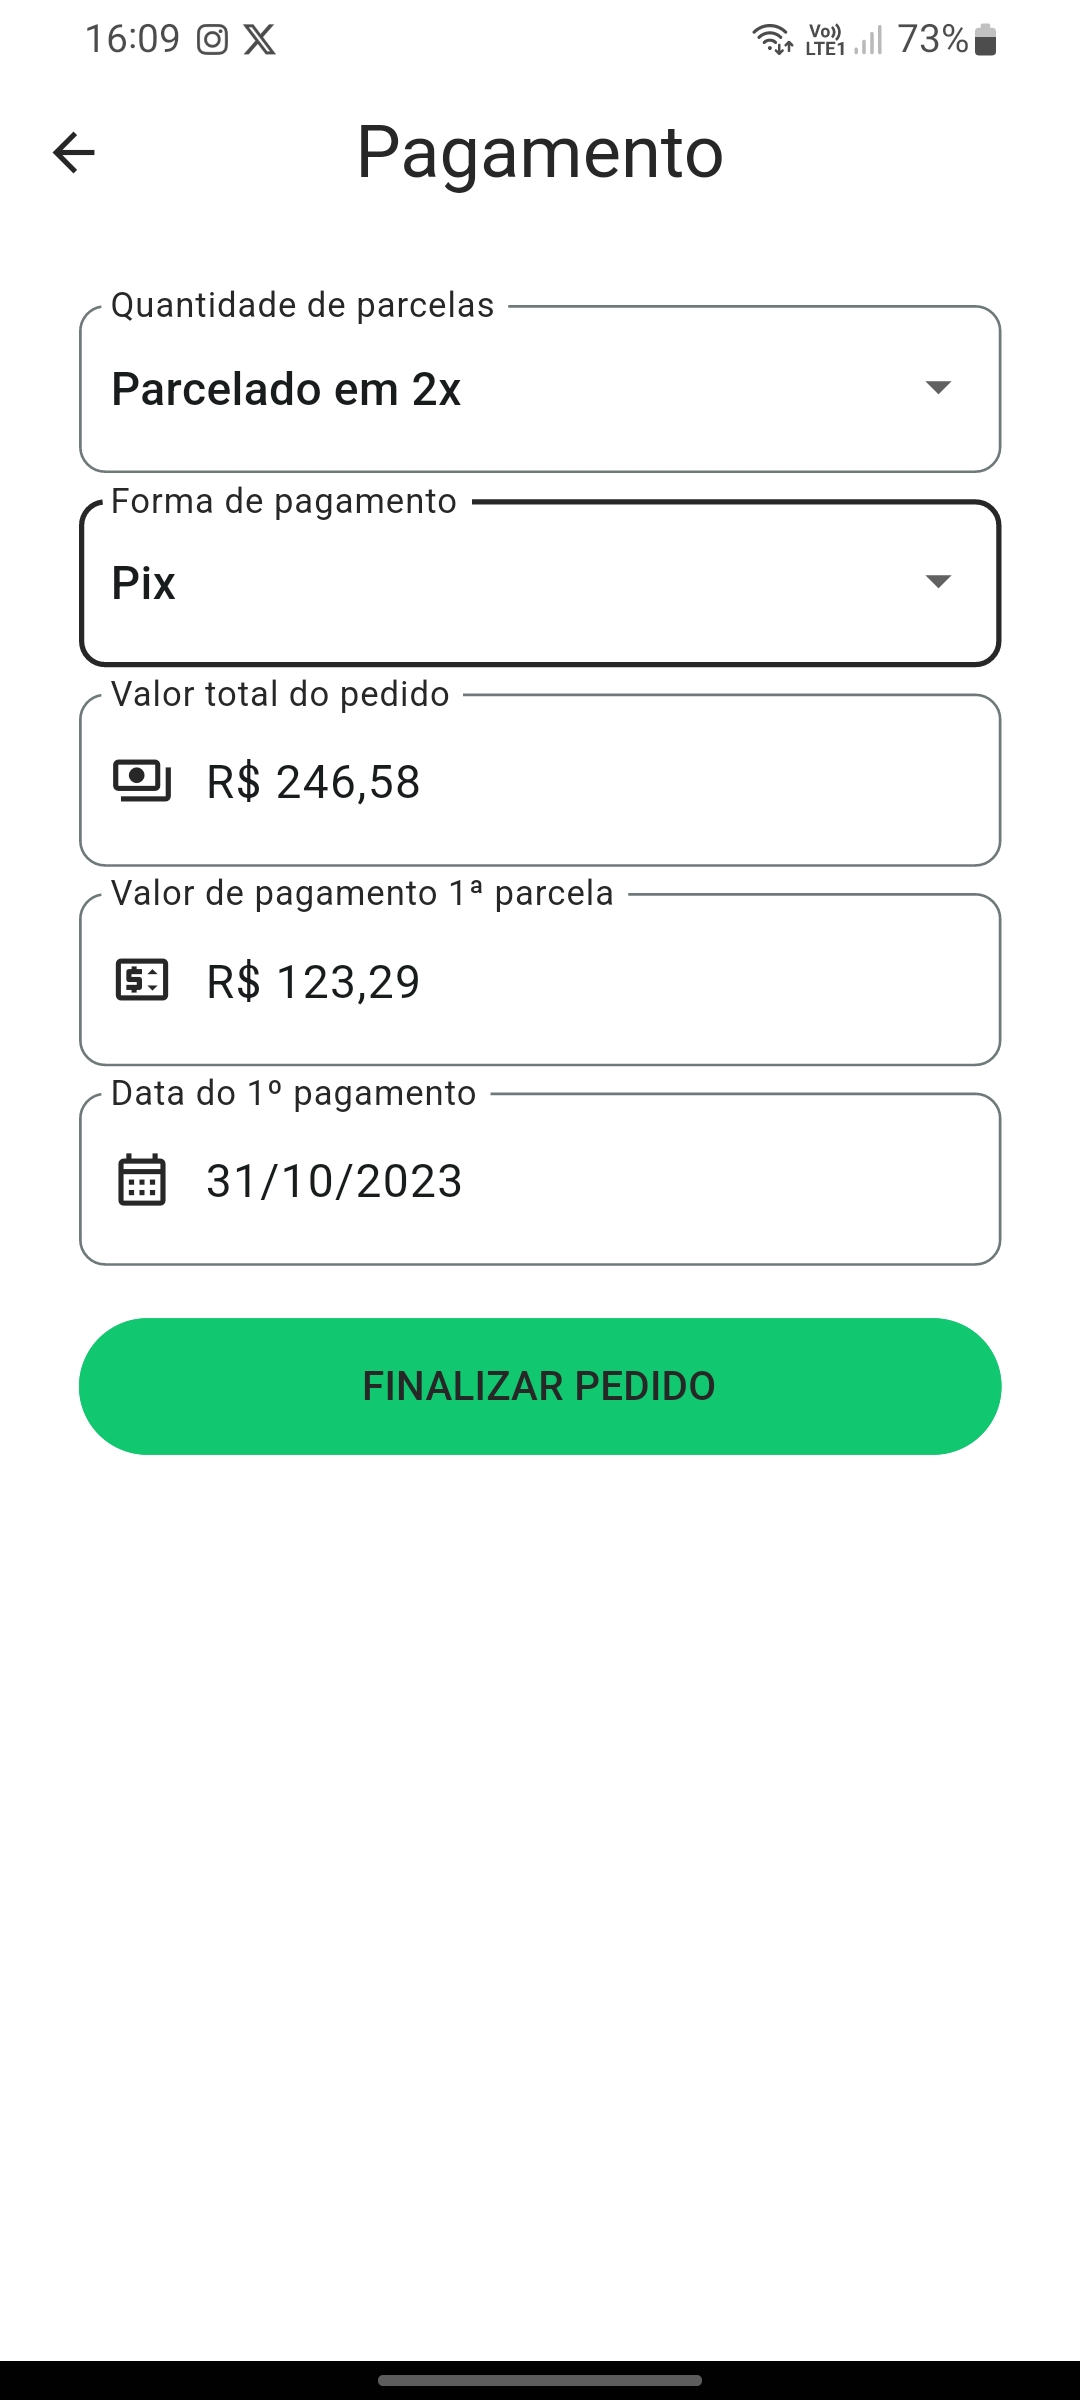 16:09
Vo)) LTE1 73%
Pagamento
Quantidade de parcelas
Parcelado em 2x
Forma de pagamento
Pix
Valor total do pedido
R$ 246,58
Valor de pagamento 1ª parcela
R$ 123,29
Data do 1º pagamento
31/10/2023
FINALIZAR PEDIDO